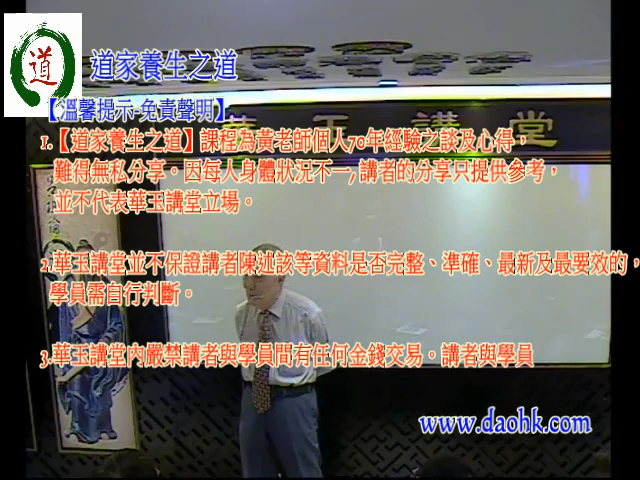 道
道家養生之道
【溫馨提示-免責聲明】
華玉講堂
1.【道家養生之道】課程為黃老師個人70年經驗之談及心得，
難得無私分享。因每人身體狀況不一, 講者的分享只提供參考，
並不代表華玉講堂立場。
2.華玉講堂並不保證講者陳述該等資料是否完整、準確、最新及最要效的，
學員需自行判斷。
3.華玉講堂內嚴禁講者與學員間有任何金錢交易。講者與學員
www.daohk.com